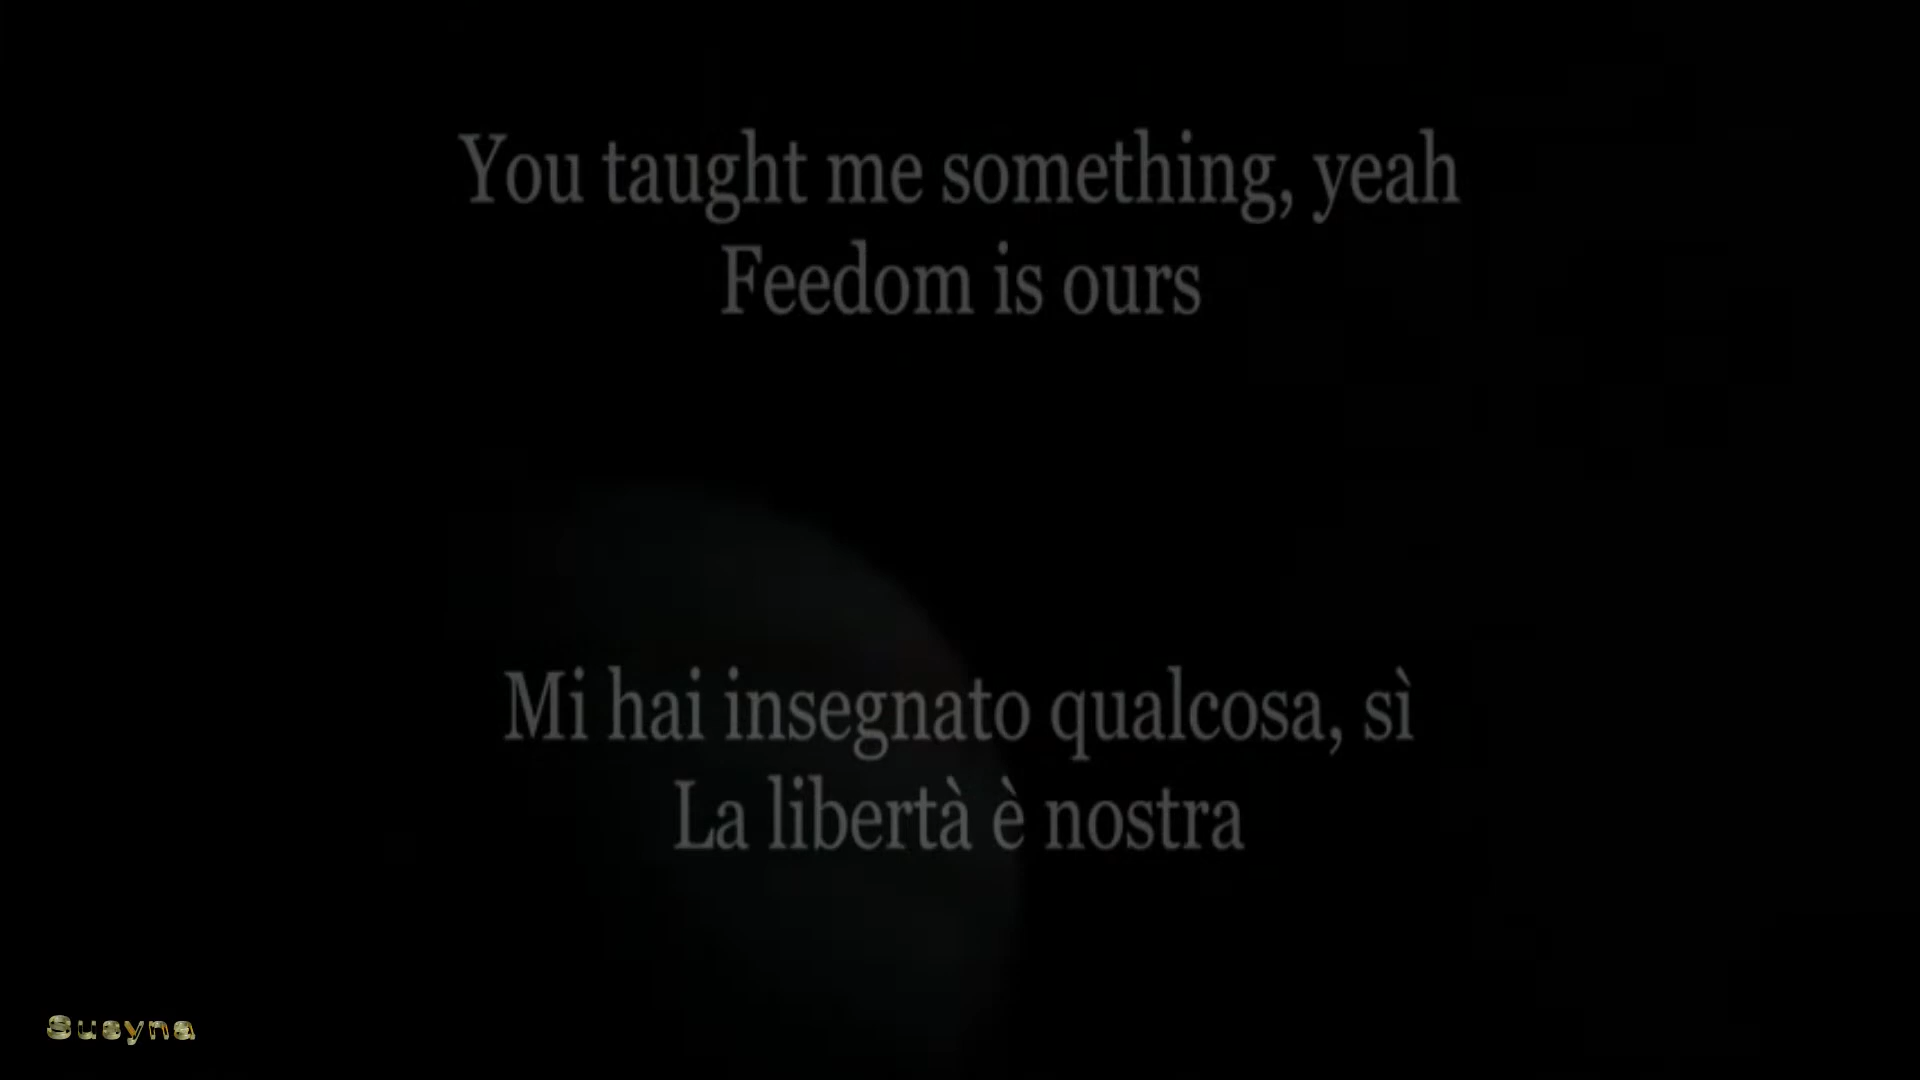 You taught me something, yeah
Feedom is ours
Mi hai insegnato qualcosa, sì
La libertà è nostra
Susyna